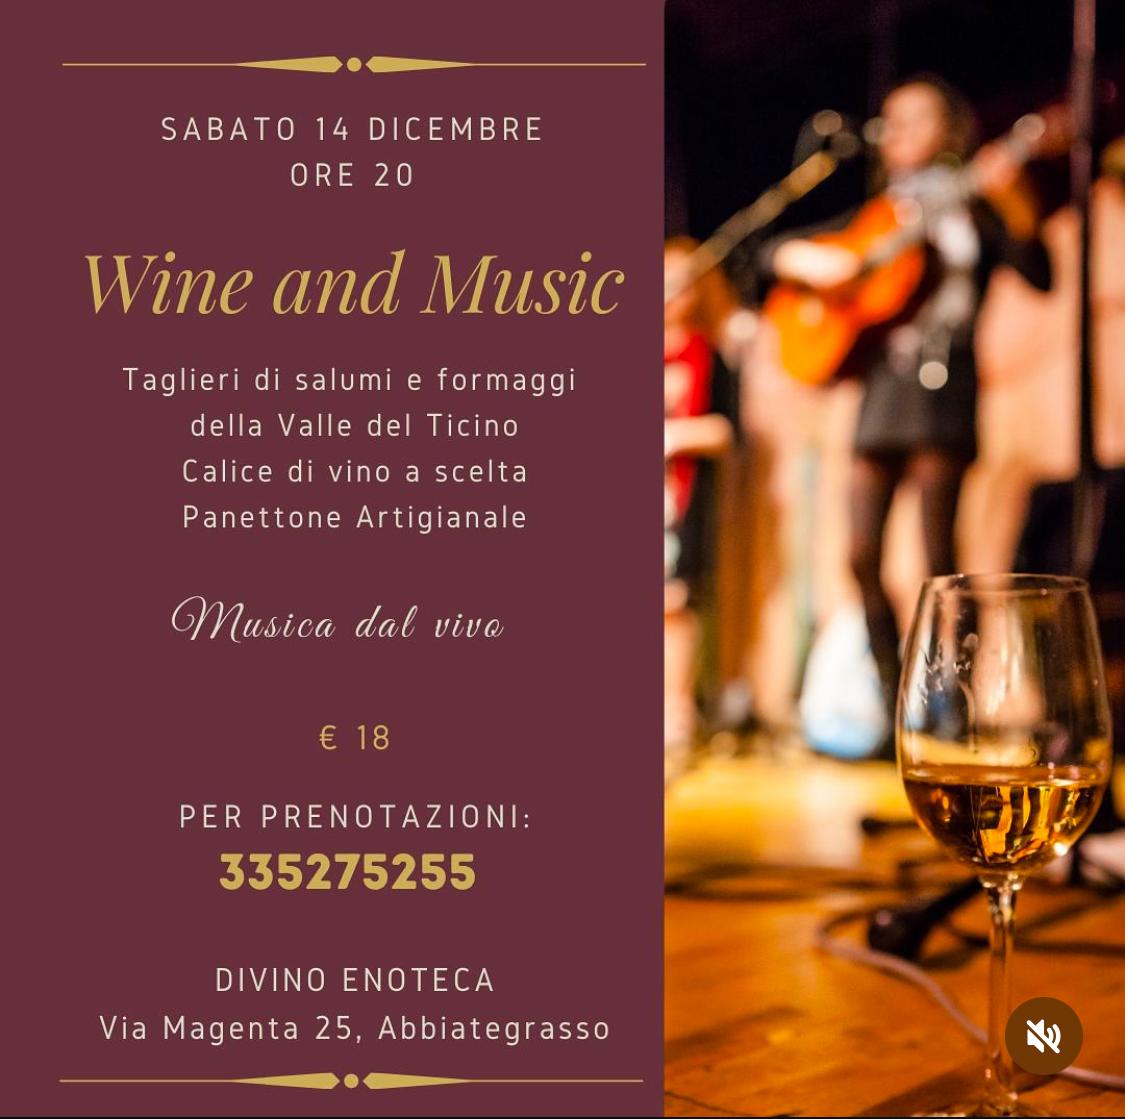 SABATO 14 DICEMBRE
ORE 20
Wine and Music
Taglieri di salumi e formaggi
della Valle del Ticino
Calice di vino a scelta
Panettone Artigianale
Musica dal vivo
€ 18
PER PRENOTAZIONI:
335275255
DIVINO ENOTECA
Via Magenta 25, Abbiategrasso